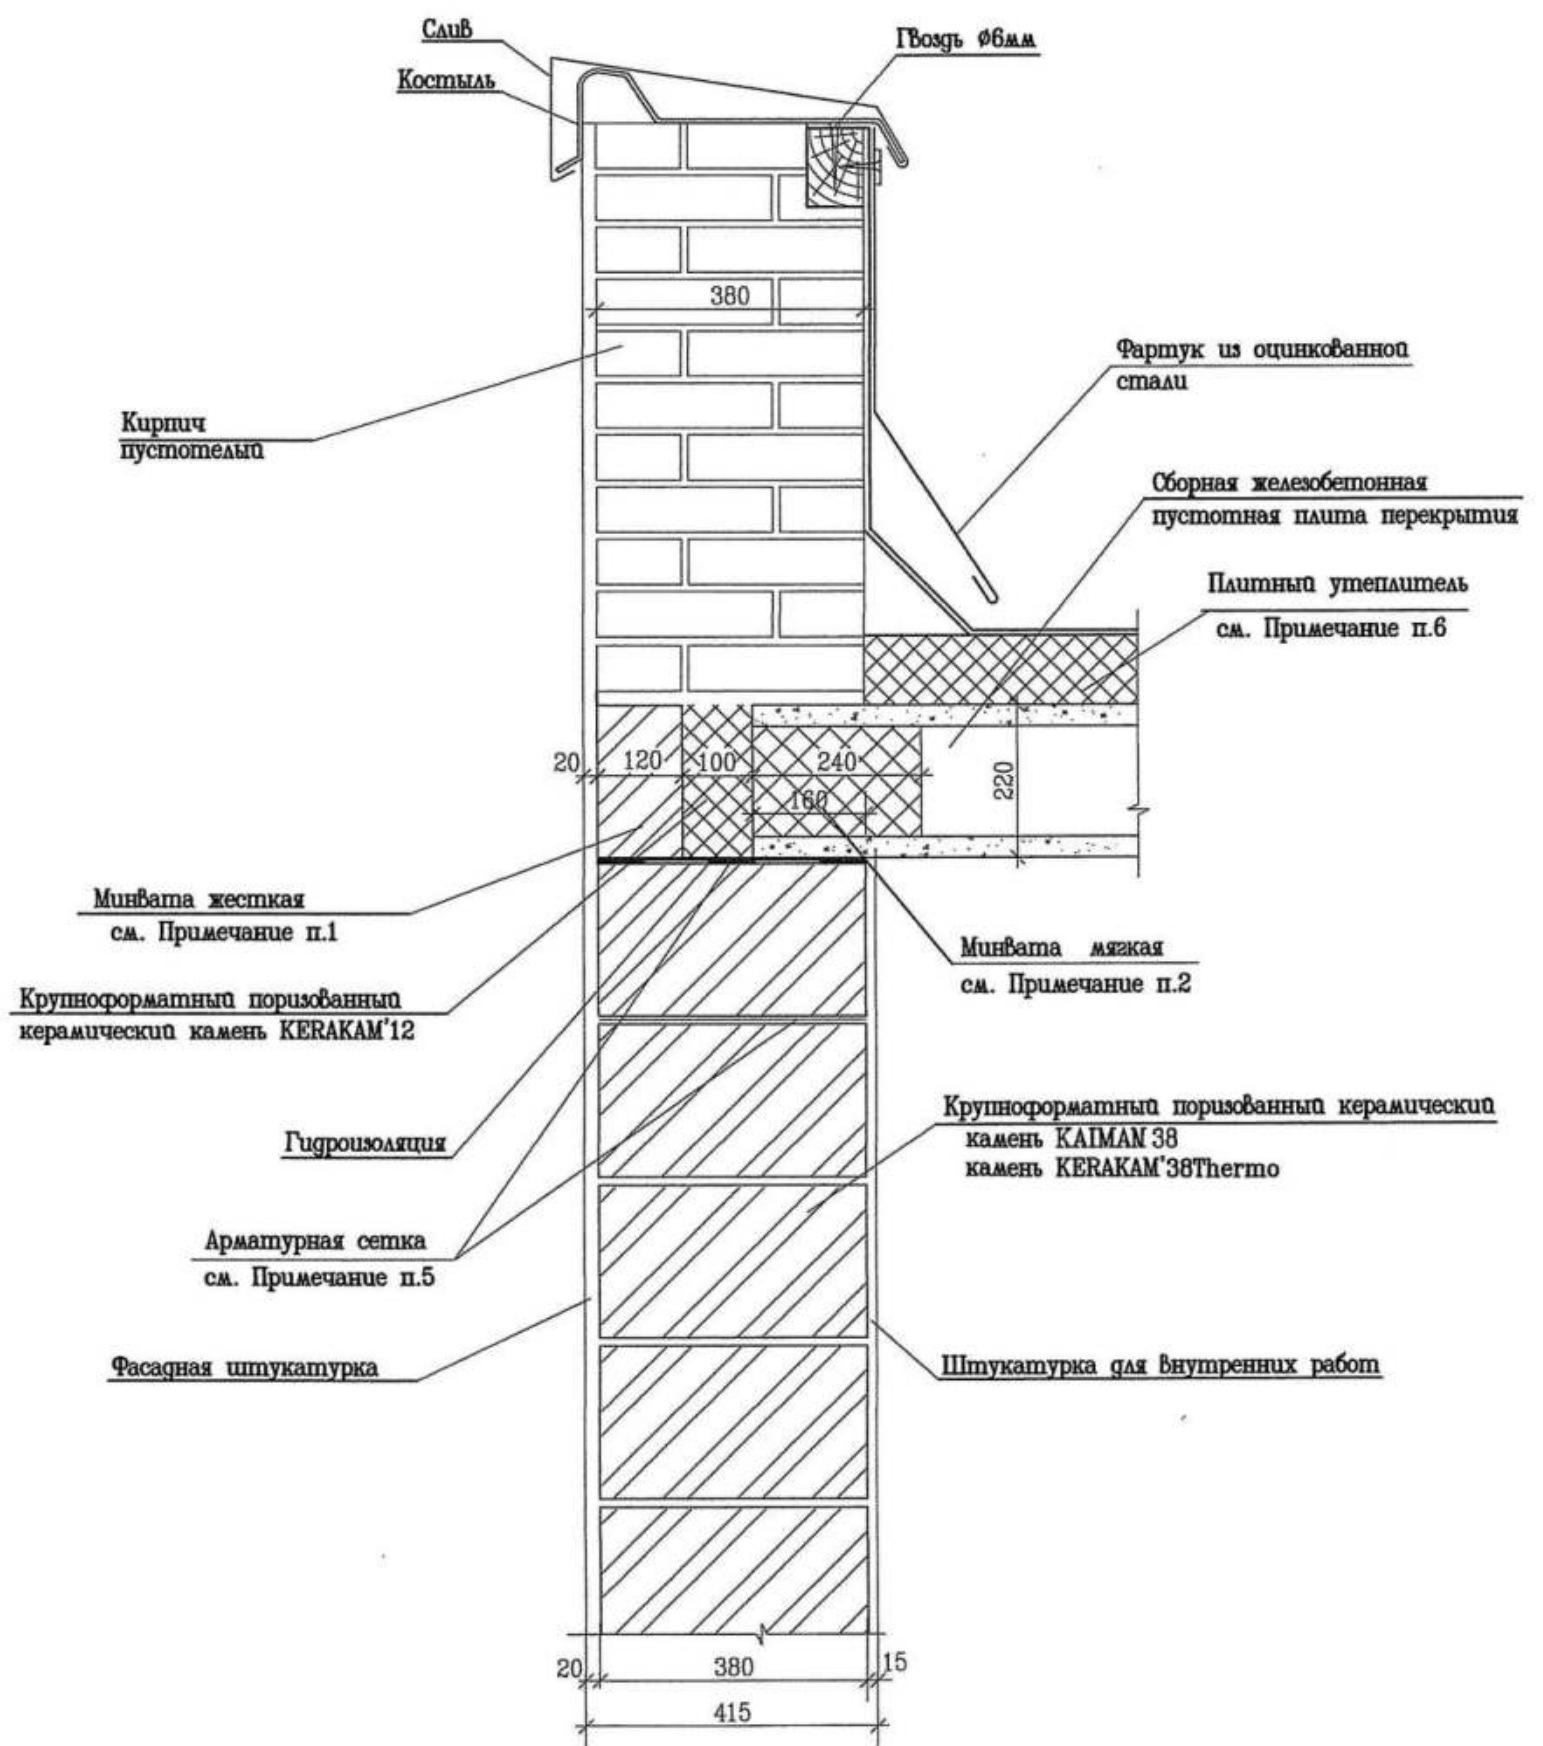 Слив
Гвоздь ϕ6мм
Костыль
380
Фартук из оцинкованной
стали
Кирпич
пустотелый
Сборная железобетонная
пустотная плита перекрытия
Плитный утеплитель
см. Примечание п.6
20 120 100 240
160
220
Минвата жесткая
см. Примечание п.1
Минвата мягкая
см. Примечание п.2
Крупноформатный поризованный
керамический камень KERAKAM'12
Крупноформатный поризованный керамический
камень KAIMAN 38
камень KERAKAM'38Thermo
Гидроизоляция
Арматурная сетка
см. Примечание п.5
Фасадная штукатурка
Штукатурка для внутренних работ
20 380 15
415